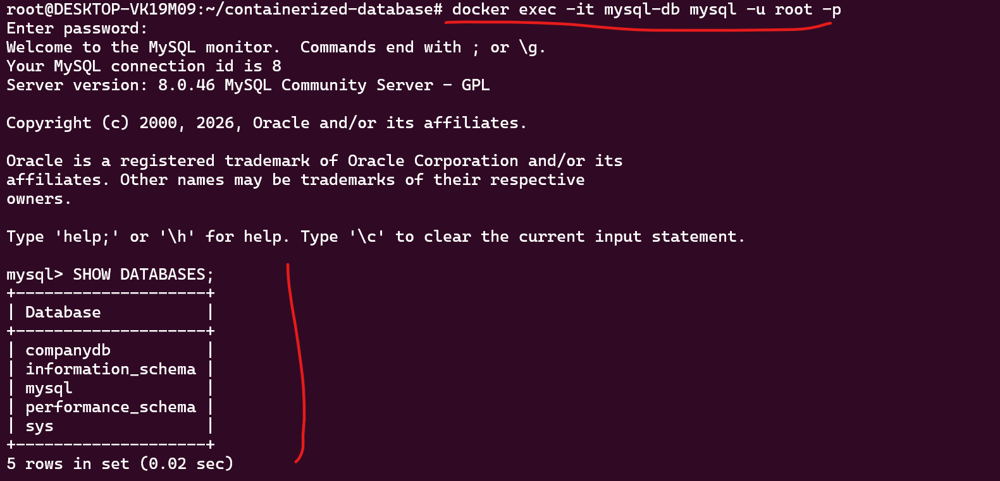 root@DESKTOP-VK19M09:~/containerized-database# docker exec -it mysql-db mysql -u root -p
Enter password:
Welcome to the MySQL monitor.  Commands end with ; or \g.
Your MySQL connection id is 8
Server version: 8.0.46 MySQL Community Server - GPL
Copyright (c) 2000, 2026, Oracle and/or its affiliates.
Oracle is a registered trademark of Oracle Corporation and/or its
affiliates. Other names may be trademarks of their respective
owners.
Type 'help;' or '\h' for help. Type '\c' to clear the current input statement.
mysql> SHOW DATABASES;
+--------------------+
| Database           |
+--------------------+
| companydb          |
| information_schema |
| mysql              |
| performance_schema |
| sys                |
+--------------------+
5 rows in set (0.02 sec)